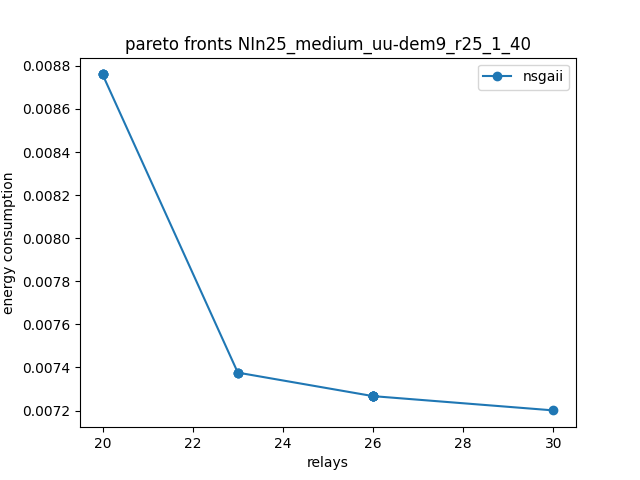 pareto fronts NIn25_medium_uu-dem9_r25_1_40
nsgaii
energy consumption
0.0088
0.0086
0.0084
0.0082
0.0080
0.0078
0.0076
0.0074
0.0072
20 22 24 26 28 30
relays